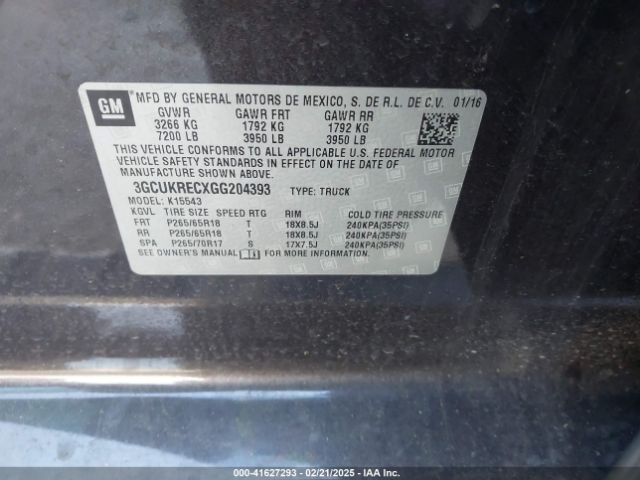 GM
MFD BY GENERAL MOTORS DE MEXICO, S. DE R.L. DE C.V. 01/16
GVWR GAWR FRT GAWR RR
3266 KG 1792 KG 1792 KG
7200 LB 3950 LB 3950 LB
THIS VEHICLE CONFORMS TO ALL APPLICABLE U.S. FEDERAL MOTOR
VEHICLE SAFETY STANDARDS IN EFFECT ON THE DATE OF
MANUFACTURE SHOWN ABOVE.
3GCUKRECXGG204393 TYPE: TRUCK
MODEL: K15543
KGVL TIRE SIZE SPEED RTG RIM COLD TIRE PRESSURE
FRT P265/65R18 T 18X8.5J 240KPA(35PSI)
RR P265/65R18 T 18X8.5J 240KPA(35PSI)
SPA P265/70R17 S 17X7.5J 240KPA(35PSI)
SEE OWNER'S MANUAL FOR MORE INFORMATION.
000-41627293 - 02/21/2025 - IAA Inc.